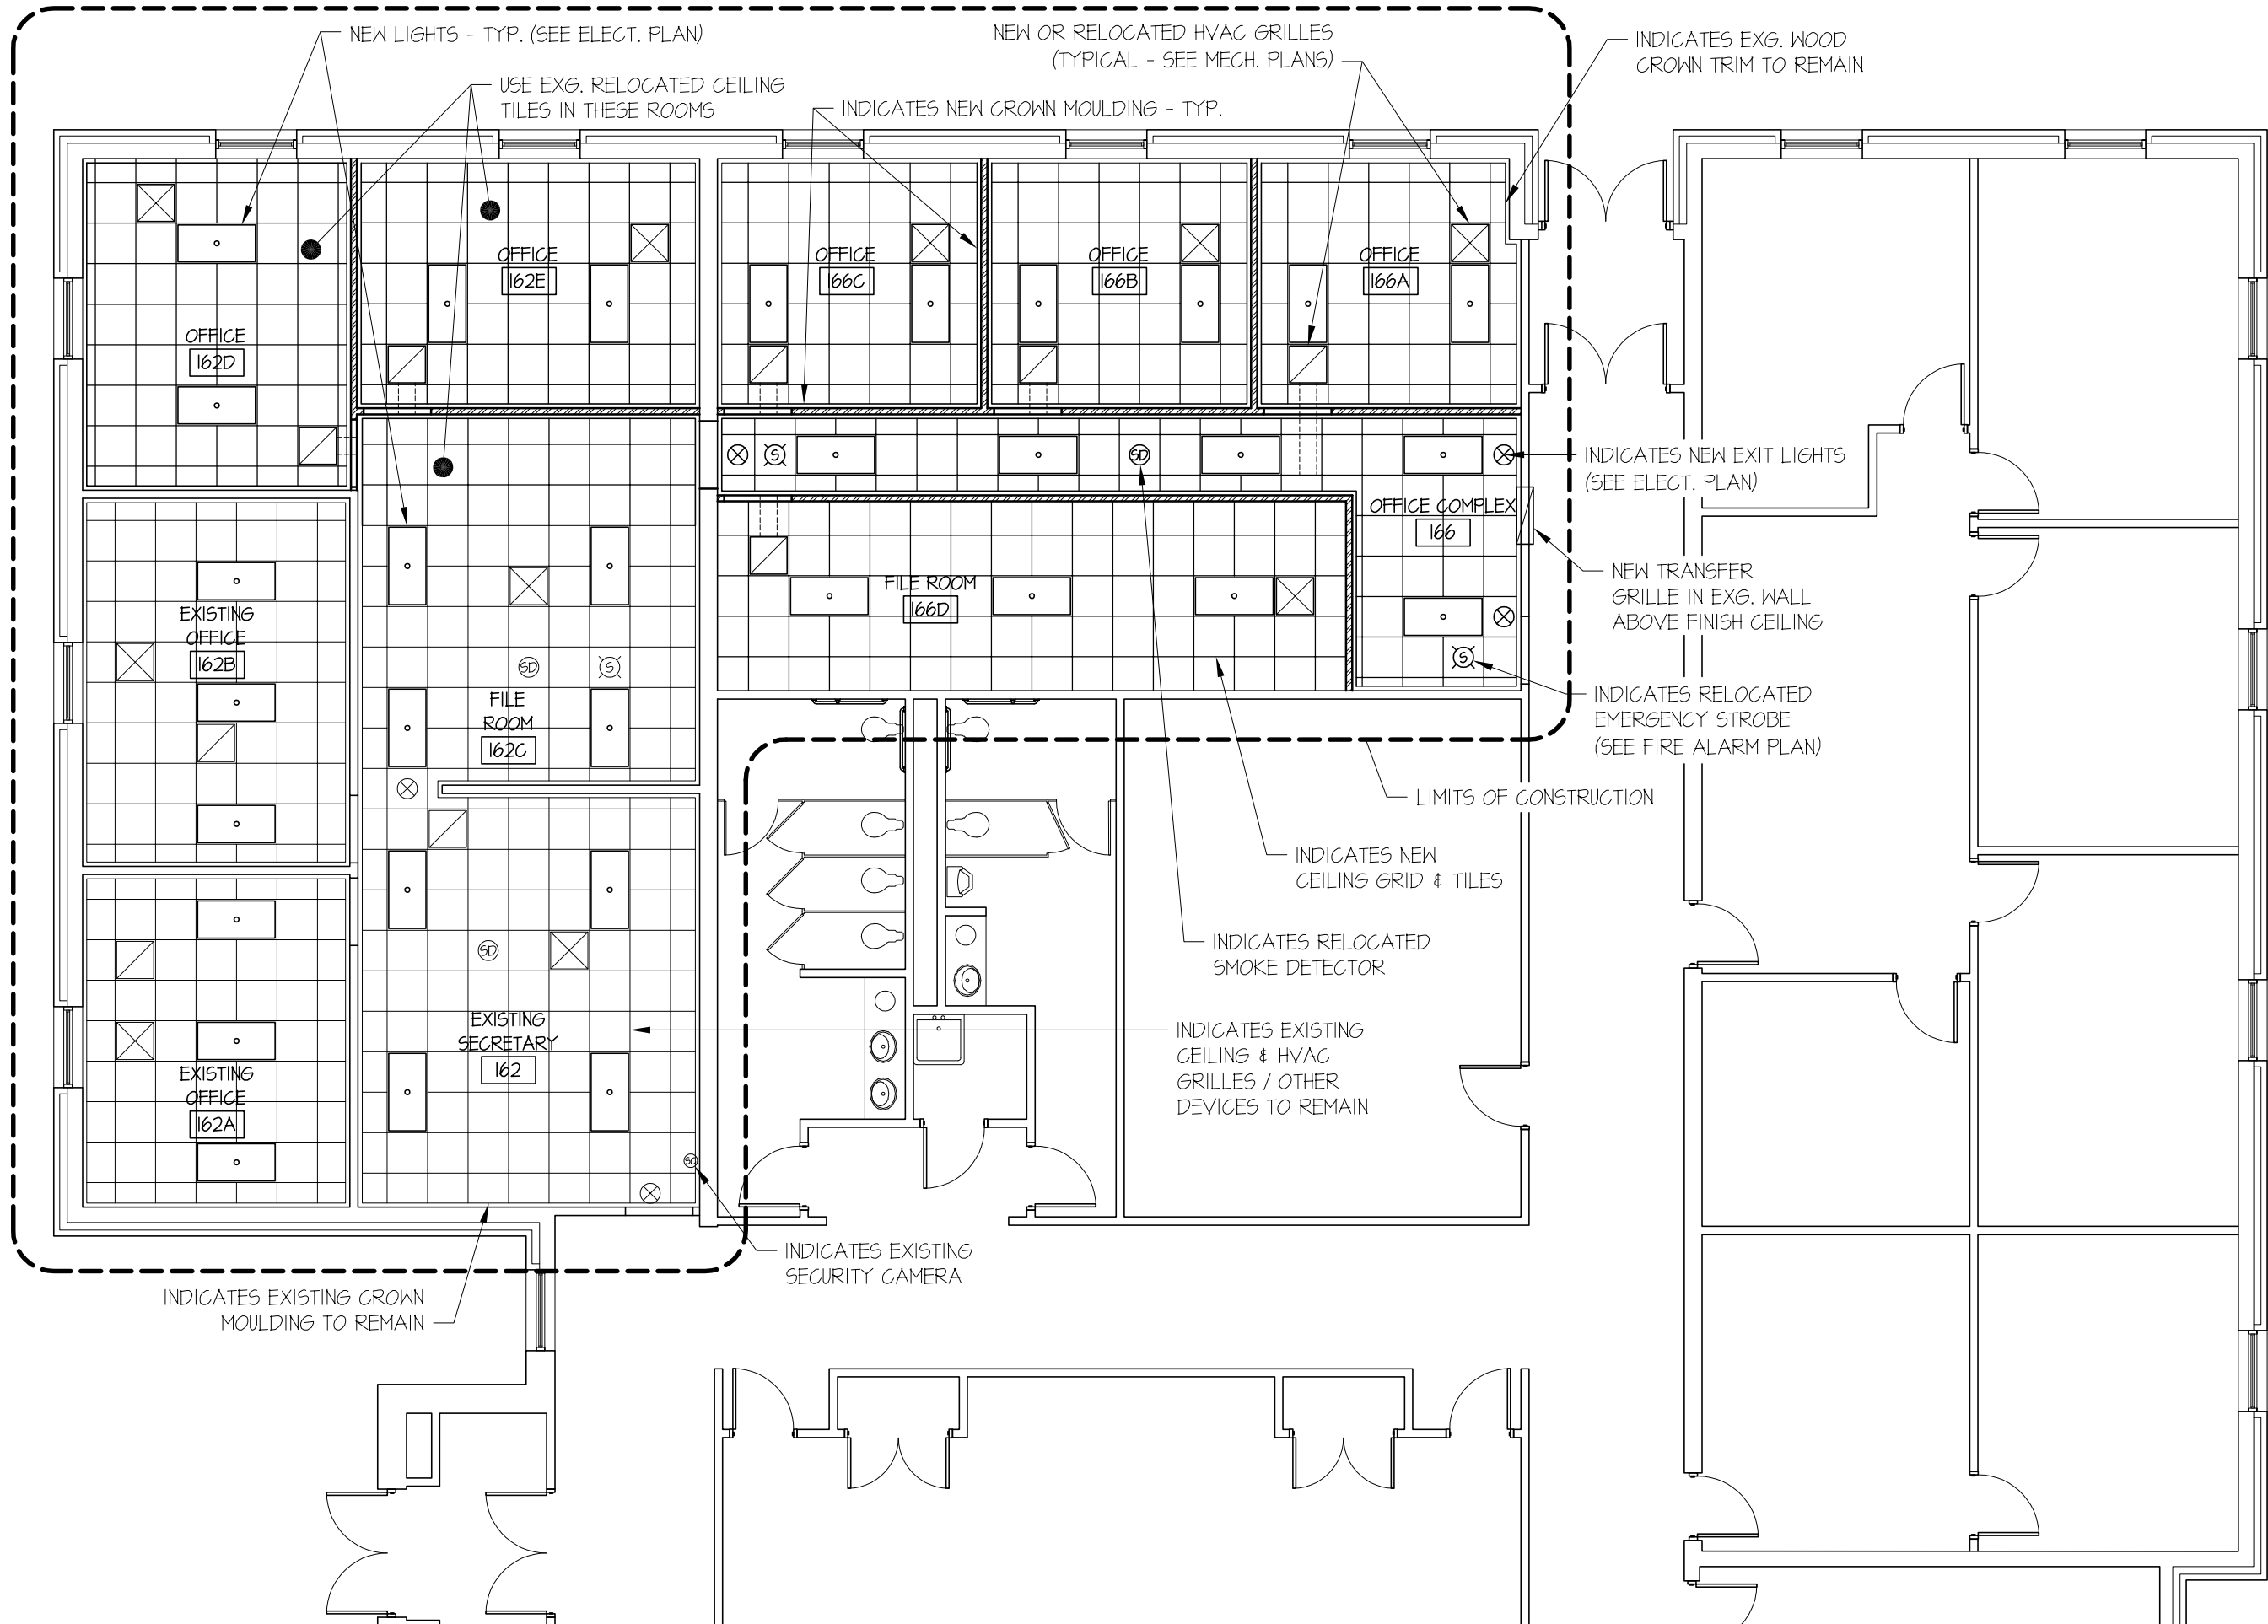 NEW LIGHTS - TYP. (SEE ELECT. PLAN)
USE EXG. RELOCATED CEILING
TILES IN THESE ROOMS
NEW OR RELOCATED HVAC GRILLES
(TYPICAL - SEE MECH. PLANS)
INDICATES NEW CROWN MOULDING - TYP.
INDICATES EXG. WOOD
CROWN TRIM TO REMAIN
OFFICE
162D
OFFICE
162E
OFFICE
166C
OFFICE
166B
OFFICE
166A
S
SD
INDICATES NEW EXIT LIGHTS
(SEE ELECT. PLAN)
OFFICE COMPLEX
166
NEW TRANSFER
GRILLE IN EXG. WALL
ABOVE FINISH CEILING
FILE ROOM
166D
EXISTING
OFFICE
162B
SD
S
FILE
ROOM
162C
S
INDICATES RELOCATED
EMERGENCY STROBE
(SEE FIRE ALARM PLAN)
LIMITS OF CONSTRUCTION
INDICATES NEW
CEILING GRID & TILES
INDICATES RELOCATED
SMOKE DETECTOR
SD
EXISTING
SECRETARY
162
INDICATES EXISTING
CEILING & HVAC
GRILLES / OTHER
DEVICES TO REMAIN
EXISTING
OFFICE
162A
INDICATES EXISTING
SECURITY CAMERA
INDICATES EXISTING CROWN
MOULDING TO REMAIN